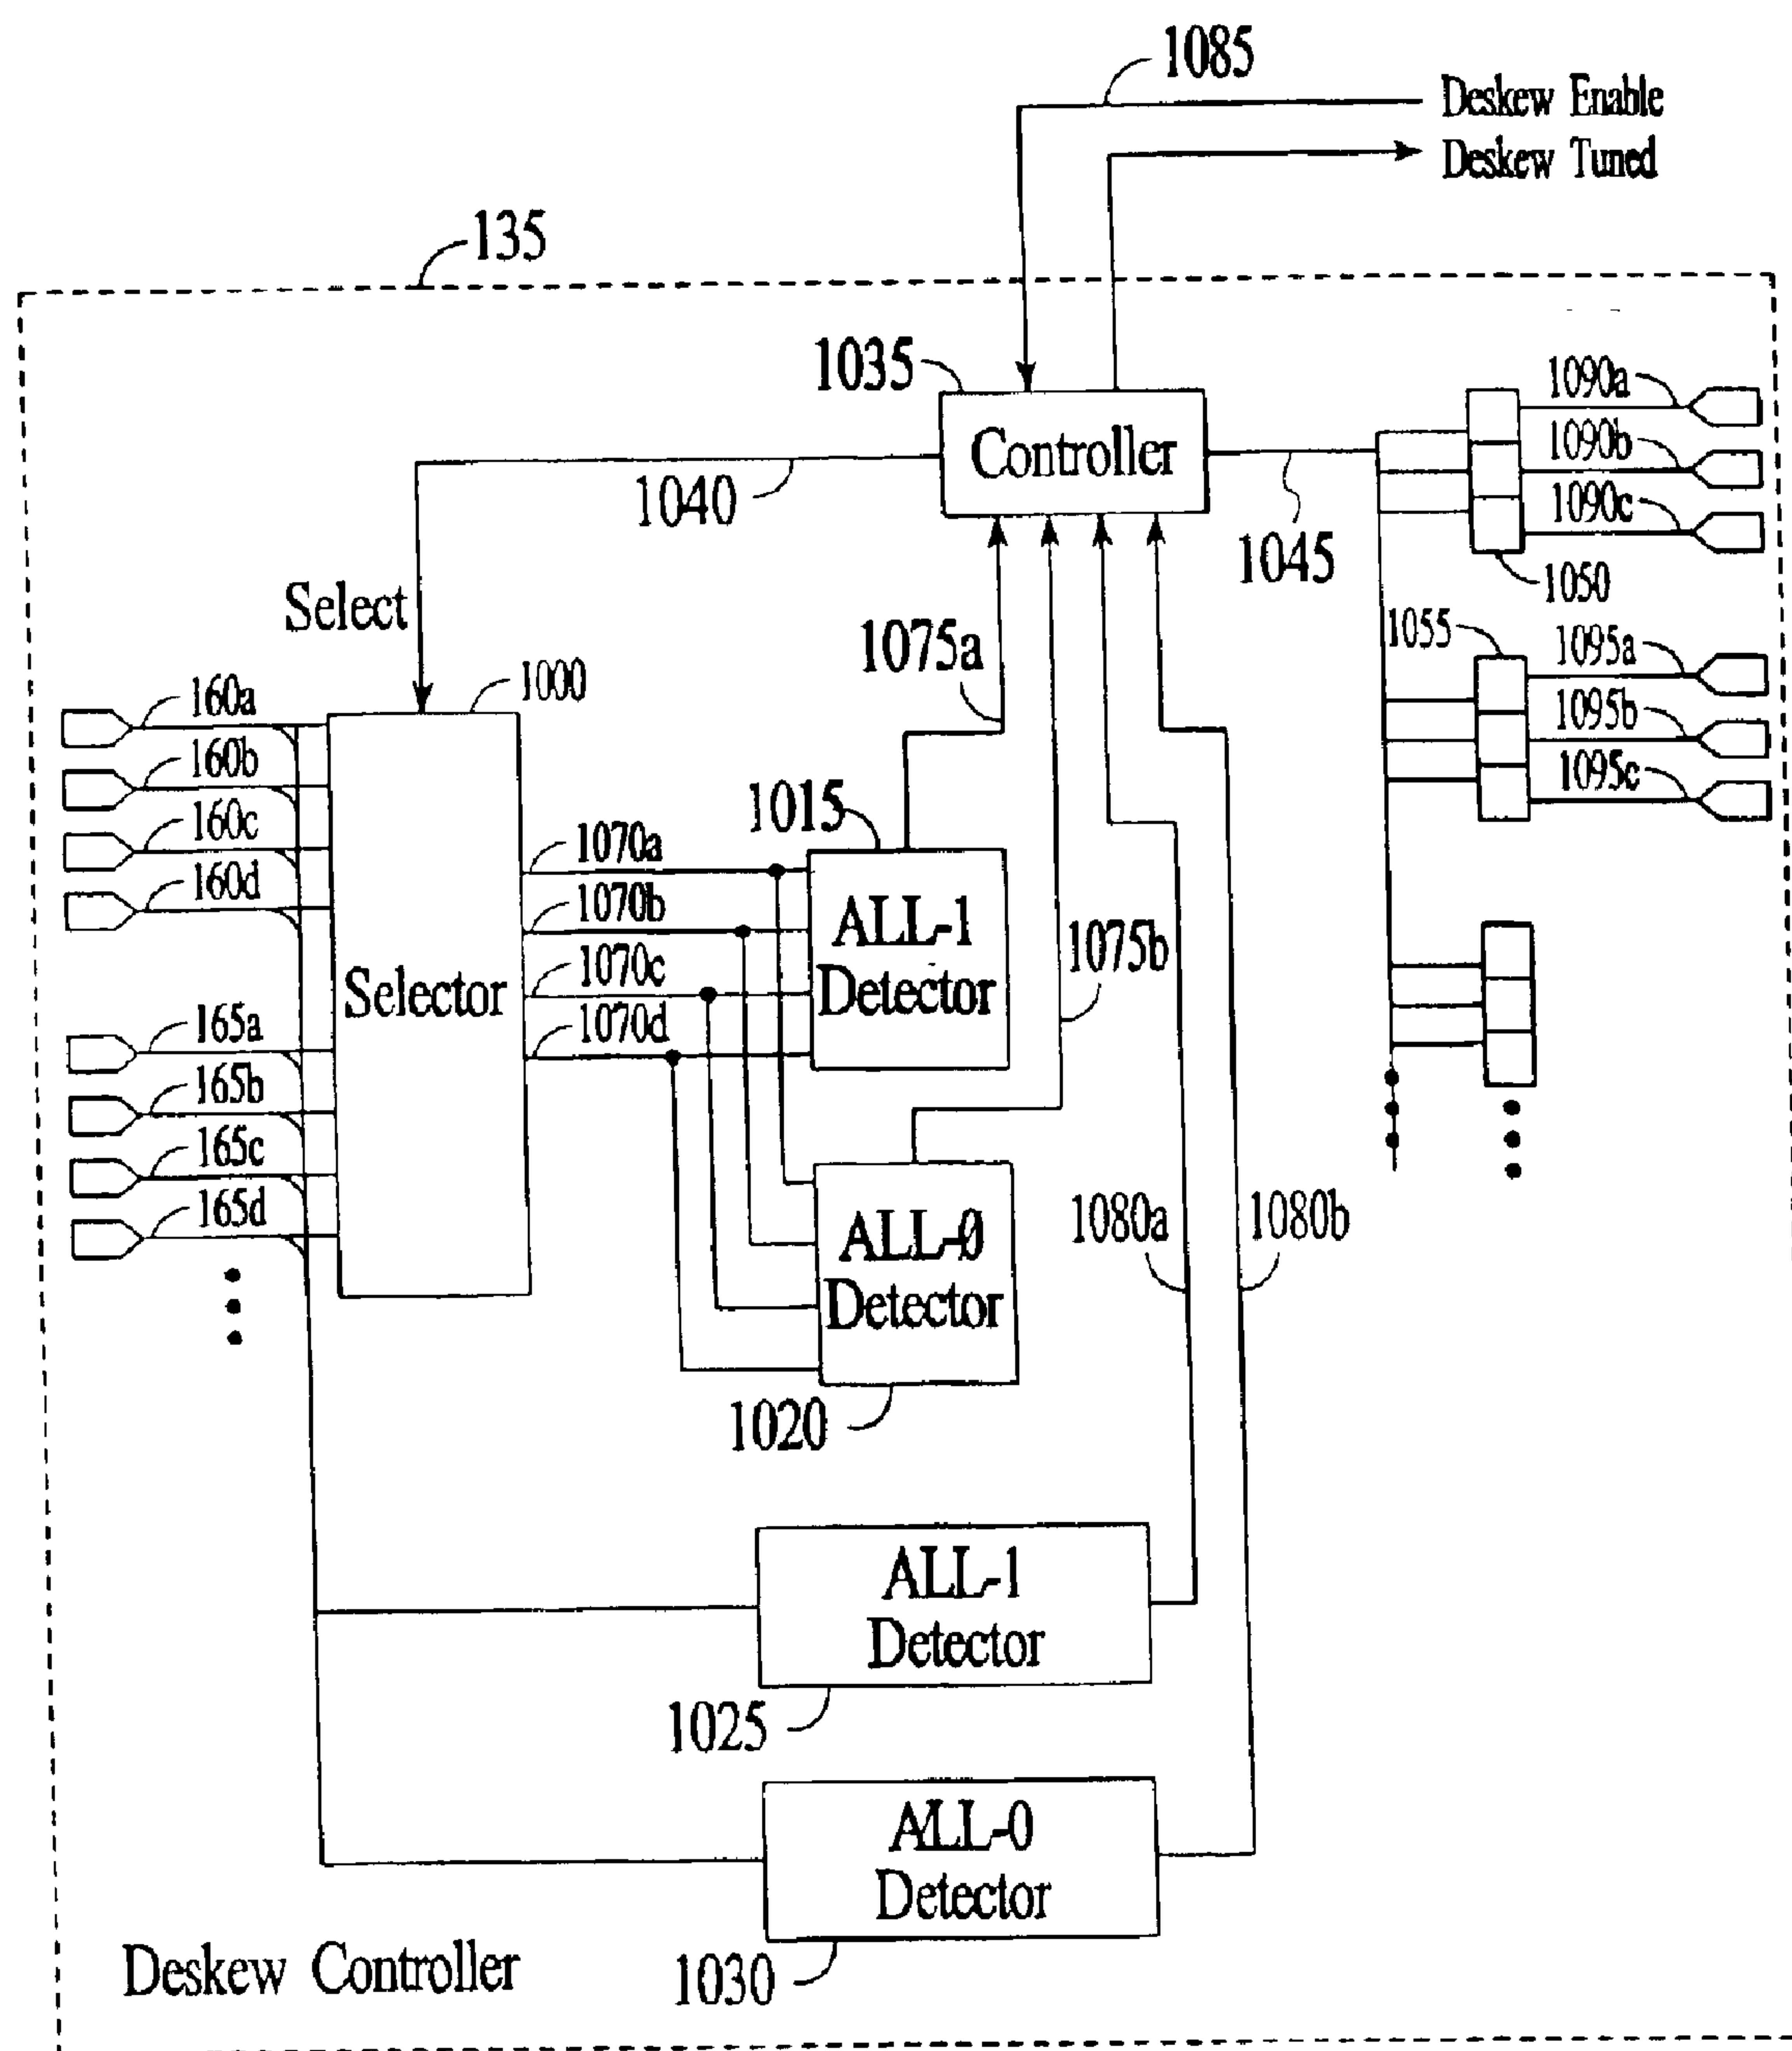 1085
Deskew Enable
Deskew Tuned
135
1035
Controller
1040
1045
1090a
1090b
1090c
1050
1055
1095a
1095b
1095c
Select
1000
1075a
160a
160b
160c
160d
Selector
165a
165b
165c
165d
1070a
1070b
1070c
1070d
1015
ALL-1
Detector
1075b
ALL-0
Detector
1020
1080a
1080b
ALL-1
Detector
1025
ALL-0
Detector
1030
Deskew Controller